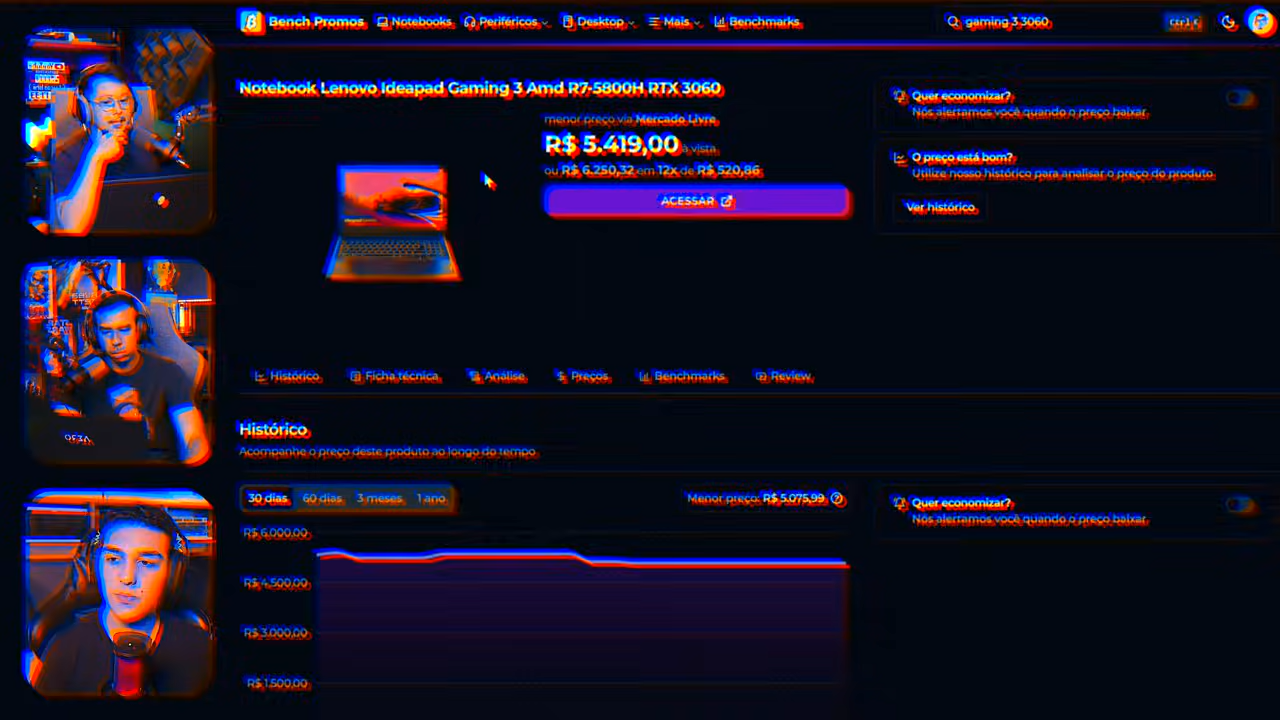 Bench Promos Notebooks Periféricos Desktop Mais Benchmarks gaming 3 3060
Notebook Lenovo Ideapad Gaming 3 Amd R7-5800H RTX 3060
menor preço via Mercado Livre
R$ 5.419,00 à vista
ou R$ 6.250,32 em 12x de R$ 520,86
ACESSAR
Quer economizar?
Nós alertamos você quando o preço baixar
O preço está bom?
Utilize nosso histórico para analisar o preço do produto
Ver histórico
Histórico Ficha técnica Análise Preços Benchmarks Review
Histórico
Acompanhe o preço deste produto ao longo do tempo
30 dias 60 dias 3 meses 1 ano
Menor preço: R$ 5.075,99
Quer economizar?
Nós alertamos você quando o preço baixar
R$ 6.000,00
R$ 4.500,00
R$ 3.000,00
R$ 1.500,00